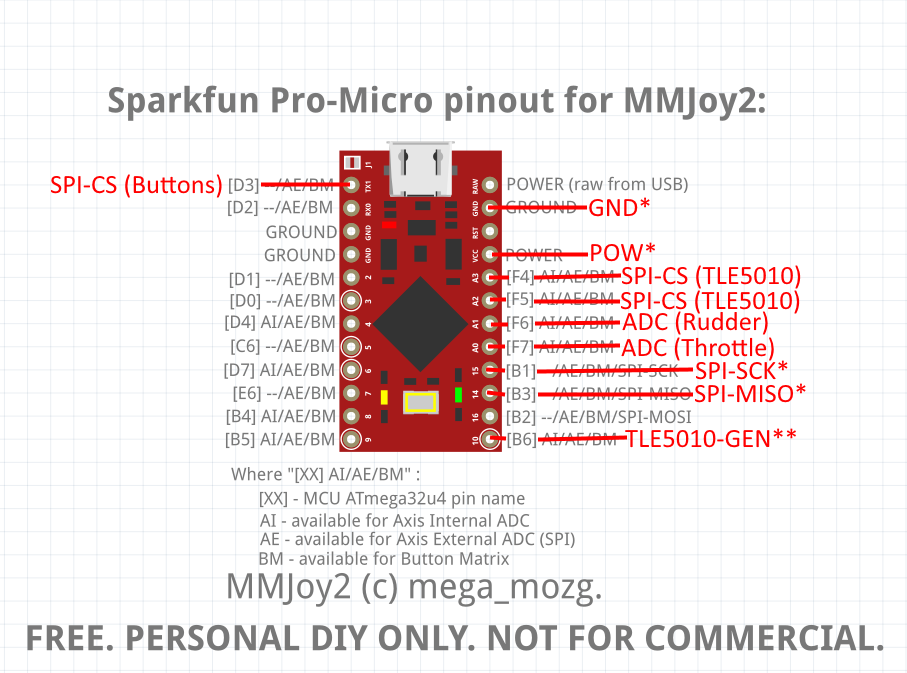 Sparkfun Pro-Micro pinout for MMJoy2:
SPI-CS (Buttons) [D3] --/AE/BM TX1 J1 RAW POWER (raw from USB)
[D2] --/AE/BM RX0 GND GROUND GND*
GROUND GND RST
GROUND GND VCC POWER POW*
[D1] --/AE/BM 2 A3 [F4] AI/AE/BM SPI-CS (TLE5010)
[D0] --/AE/BM 3 A2 [F5] AI/AE/BM SPI-CS (TLE5010)
[D4] AI/AE/BM 4 A1 [F6] AI/AE/BM ADC (Rudder)
[C6] --/AE/BM 5 A0 [F7] AI/AE/BM ADC (Throttle)
[D7] AI/AE/BM 6 15 [B1] --/AE/BM/SPI-SCK SPI-SCK*
[E6] --/AE/BM 7 14 [B3] --/AE/BM/SPI-MISO SPI-MISO*
[B4] AI/AE/BM 8 16 [B2] --/AE/BM/SPI-MOSI
[B5] AI/AE/BM 9 10 [B6] AI/AE/BM TLE5010-GEN**
Where "[XX] AI/AE/BM" :
[XX] - MCU ATmega32u4 pin name
AI - available for Axis Internal ADC
AE - available for Axis External ADC (SPI)
BM - available for Button Matrix
MMJoy2 (c) mega_mozg.
FREE. PERSONAL DIY ONLY. NOT FOR COMMERCIAL.